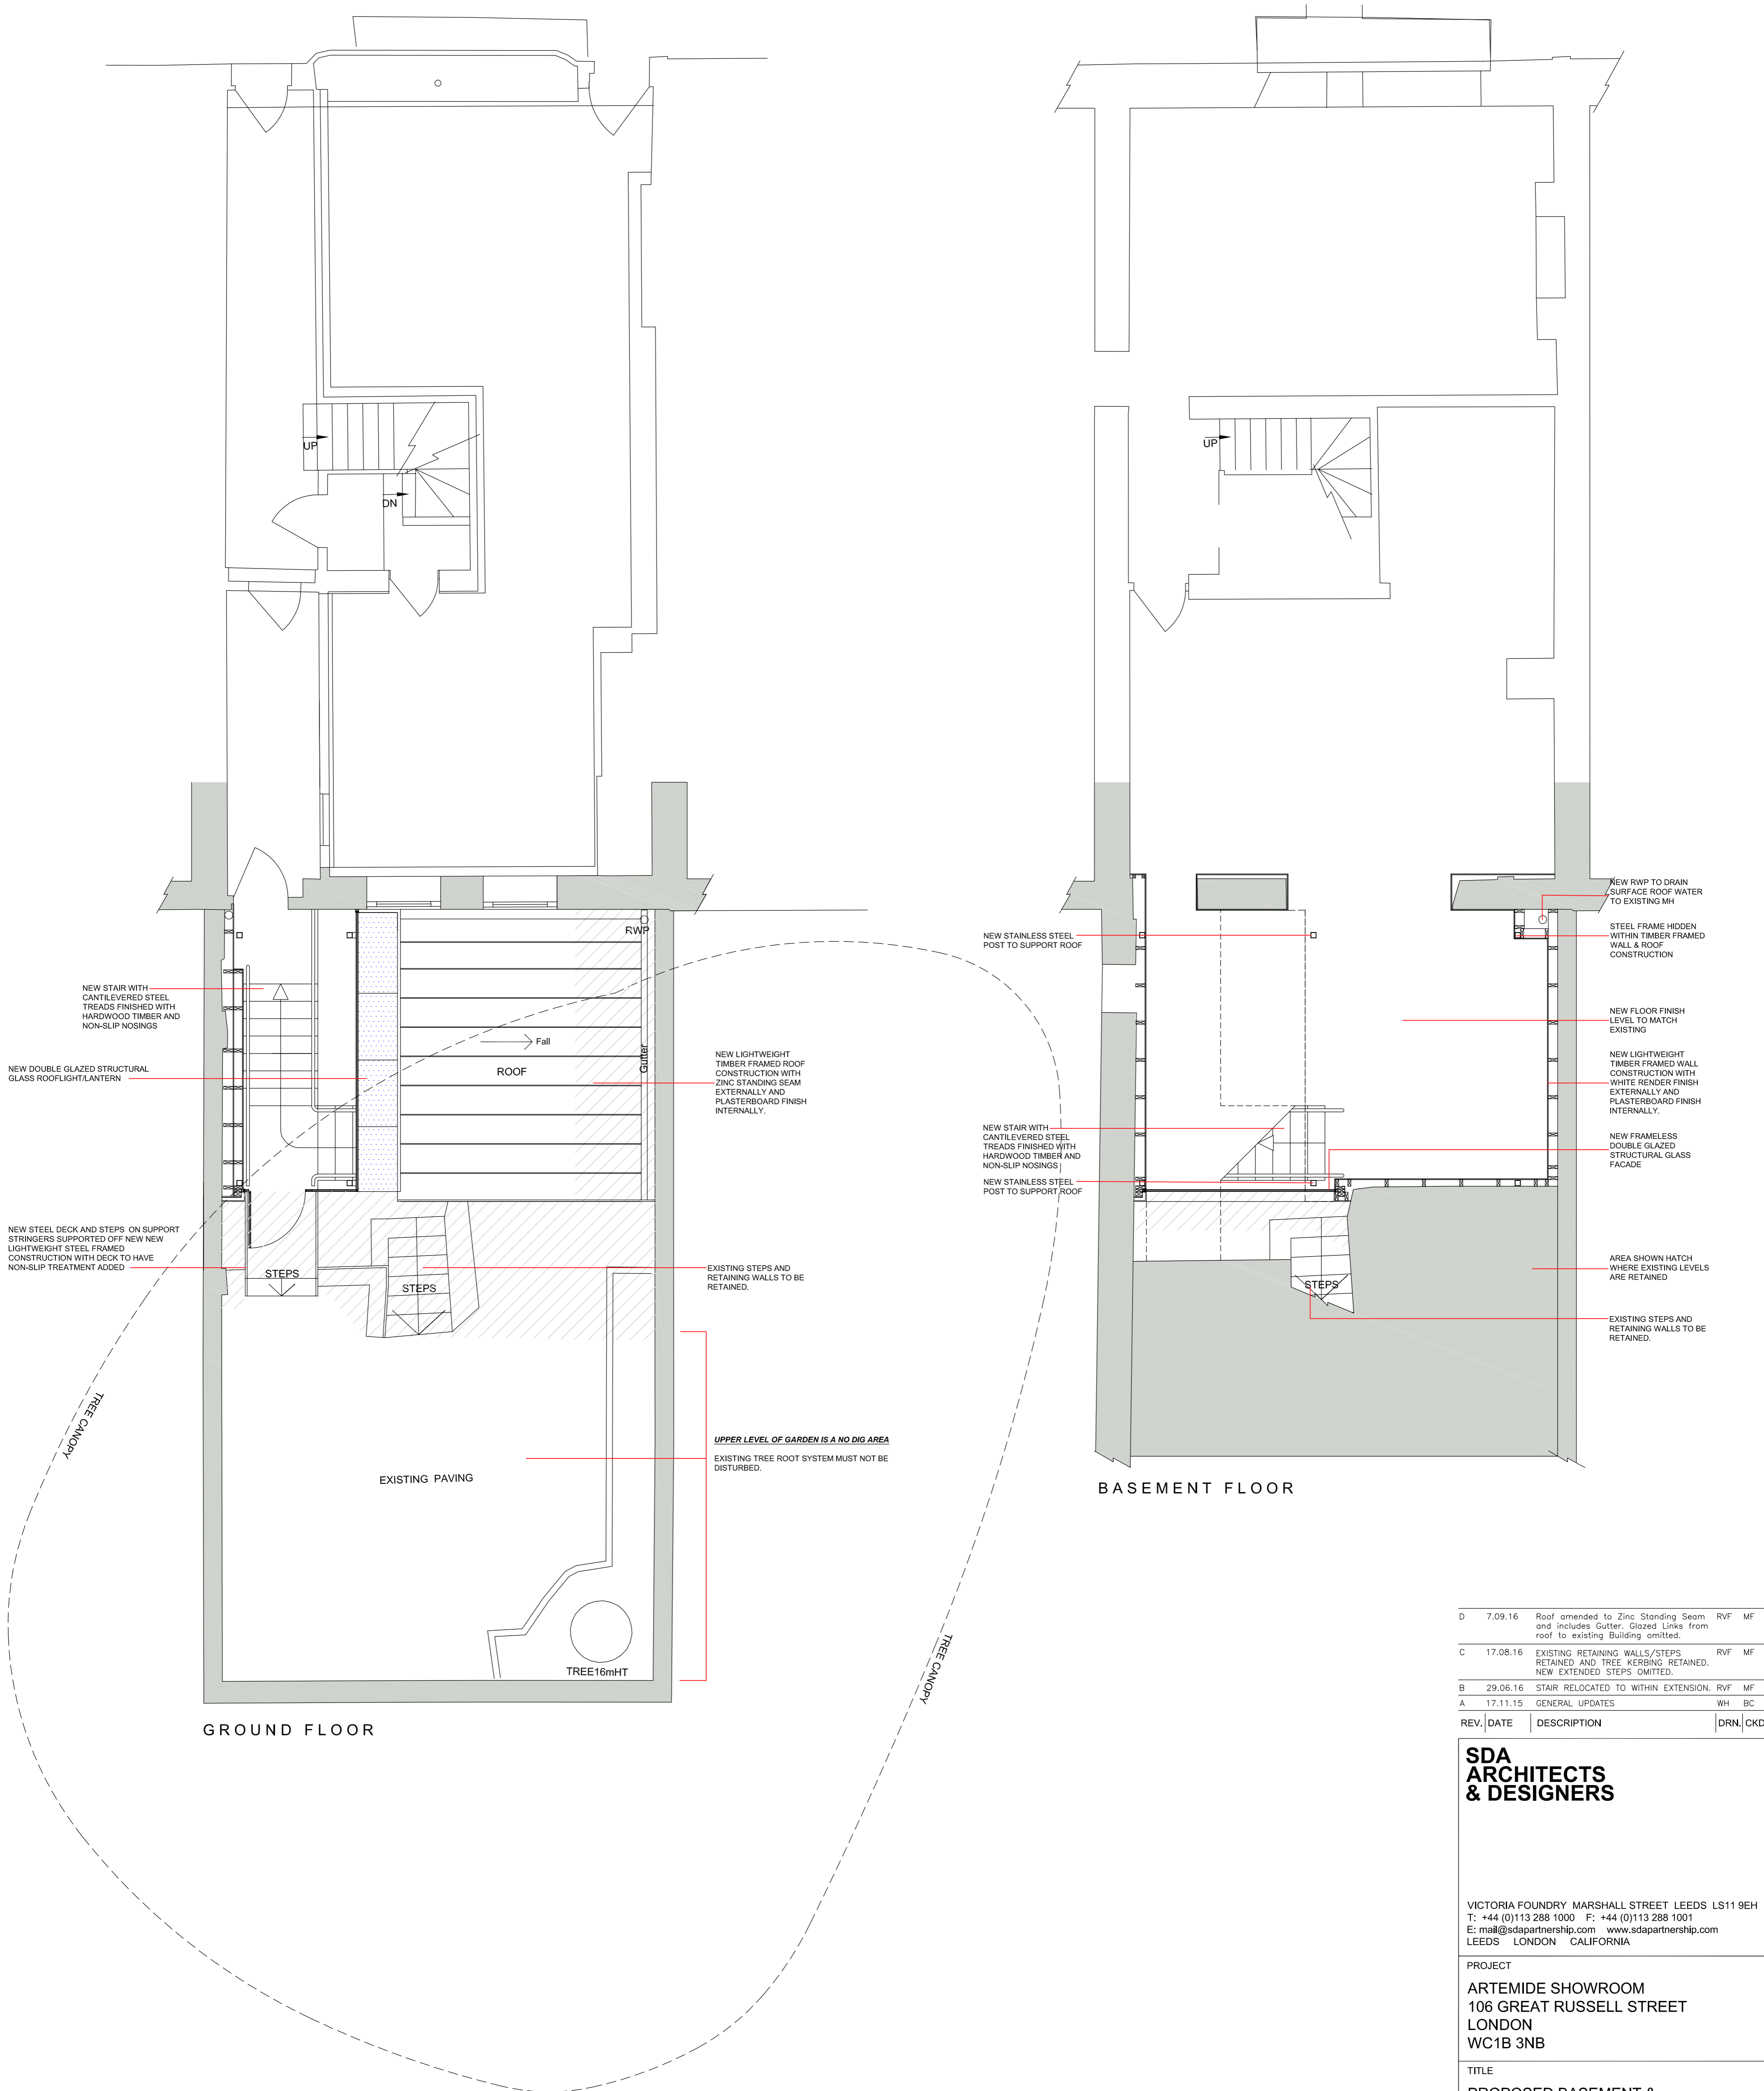 UP
DN
RWP
NEW STAIR WITH
CANTILEVERED STEEL
TREADS FINISHED WITH
HARDWOOD TIMBER AND
NON-SLIP NOSINGS
Fall
Gutter
ROOF
NEW DOUBLE GLAZED STRUCTURAL
GLASS ROOFLIGHT/LANTERN
NEW LIGHTWEIGHT
TIMBER FRAMED ROOF
CONSTRUCTION WITH
ZINC STANDING SEAM
EXTERNALLY AND
PLASTERBOARD FINISH
INTERNALLY.
NEW STEEL DECK AND STEPS ON SUPPORT
STRINGERS SUPPORTED OFF NEW NEW
LIGHTWEIGHT STEEL FRAMED
CONSTRUCTION WITH DECK TO HAVE
NON-SLIP TREATMENT ADDED
STEPS
STEPS
EXISTING STEPS AND
RETAINING WALLS TO BE
RETAINED.
TREE CANOPY
UPPER LEVEL OF GARDEN IS A NO DIG AREA
EXISTING TREE ROOT SYSTEM MUST NOT BE
DISTURBED.
EXISTING PAVING
TREE16mHT
TREE CANOPY
GROUND FLOOR
UP
NEW RWP TO DRAIN
SURFACE ROOF WATER
TO EXISTING MH
NEW STAINLESS STEEL
POST TO SUPPORT ROOF
STEEL FRAME HIDDEN
WITHIN TIMBER FRAMED
WALL & ROOF
CONSTRUCTION
NEW FLOOR FINISH
LEVEL TO MATCH
EXISTING
NEW LIGHTWEIGHT
TIMBER FRAMED WALL
CONSTRUCTION WITH
WHITE RENDER FINISH
EXTERNALLY AND
PLASTERBOARD FINISH
INTERNALLY.
NEW STAIR WITH
CANTILEVERED STEEL
TREADS FINISHED WITH
HARDWOOD TIMBER AND
NON-SLIP NOSINGS
NEW FRAMELESS
DOUBLE GLAZED
STRUCTURAL GLASS
FACADE
NEW STAINLESS STEEL
POST TO SUPPORT ROOF
AREA SHOWN HATCH
WHERE EXISTING LEVELS
ARE RETAINED
STEPS
EXISTING STEPS AND
RETAINING WALLS TO BE
RETAINED.
BASEMENT FLOOR
D 7.09.16 Roof amended to Zinc Standing Seam RVF MF
and includes Gutter. Glazed Links from
roof to existing Building omitted.
C 17.08.16 EXISTING RETAINING WALLS/STEPS RVF MF
RETAINED AND TREE KERBING RETAINED.
NEW EXTENDED STEPS OMITTED.
B 29.06.16 STAIR RELOCATED TO WITHIN EXTENSION. RVF MF
A 17.11.15 GENERAL UPDATES WH BC
REV. DATE DESCRIPTION DRN. CKD
SDA
ARCHITECTS
& DESIGNERS
VICTORIA FOUNDRY MARSHALL STREET LEEDS LS11 9EH
T: +44 (0)113 288 1000 F: +44 (0)113 288 1001
E: mail@sdapartnership.com www.sdapartnership.com
LEEDS LONDON CALIFORNIA
PROJECT
ARTEMIDE SHOWROOM
106 GREAT RUSSELL STREET
LONDON
WC1B 3NB
TITLE
PROPOSED BASEMENT &